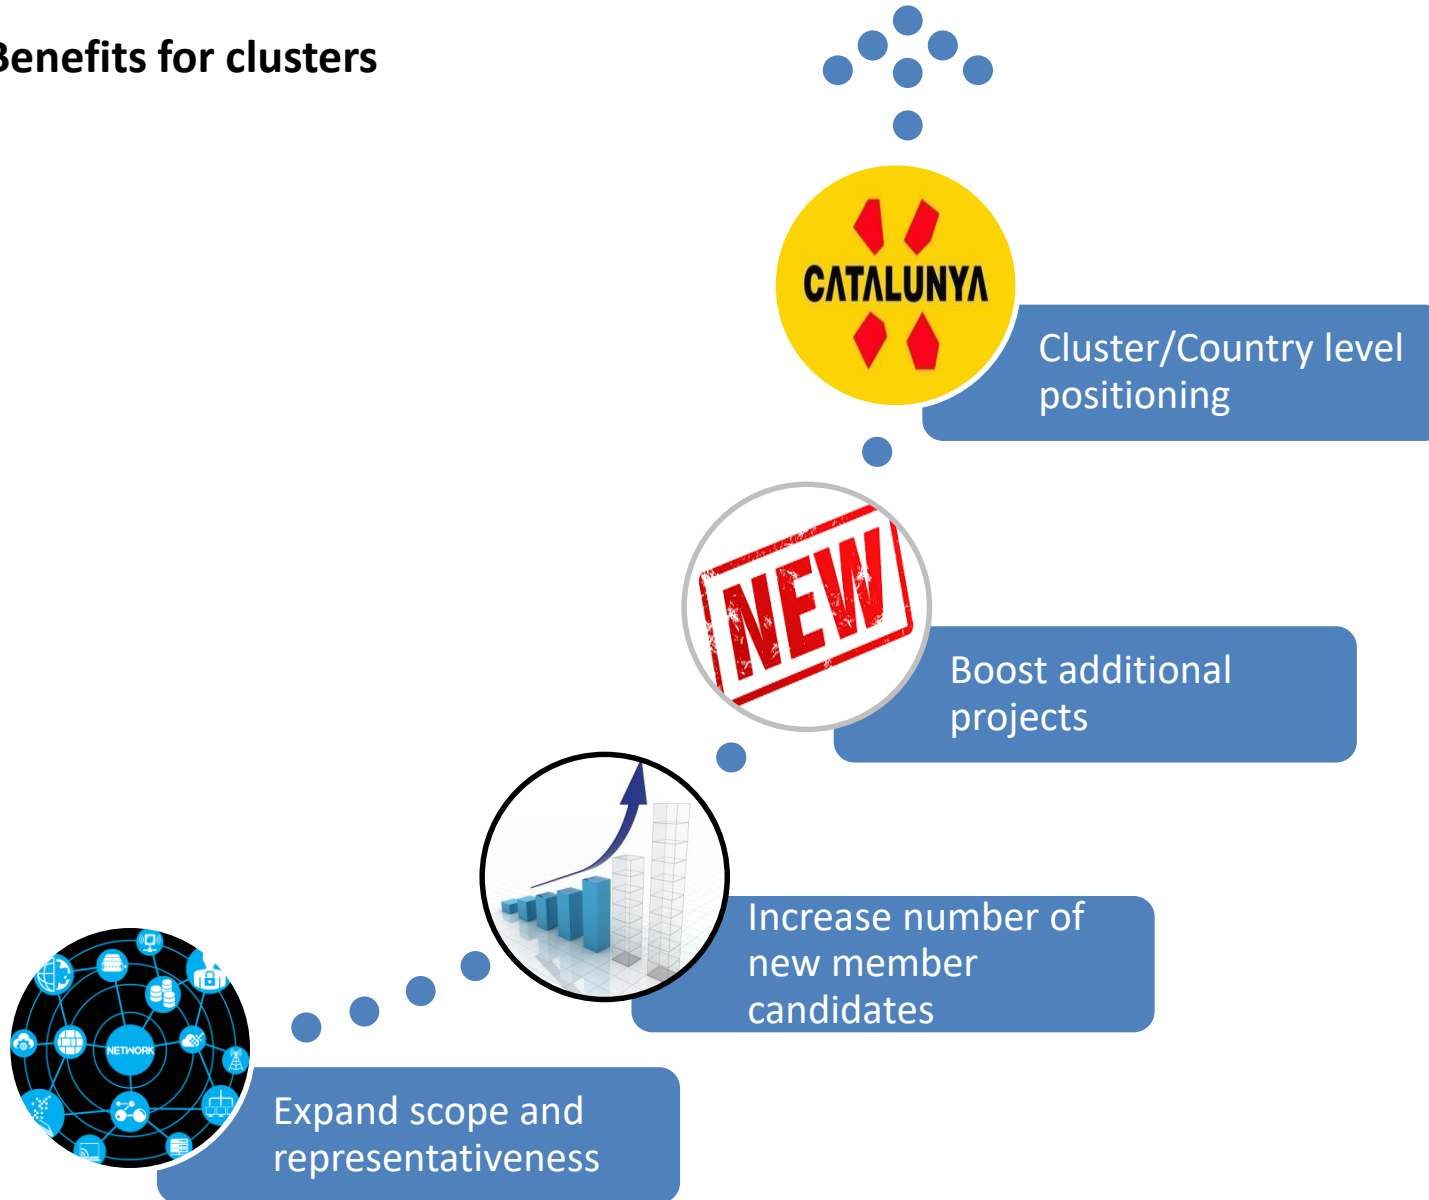 Benefits for clusters
CATALUNYA
Cluster/Country level
positioning
NEW
Boost additional
projects
Increase number of
new member
candidates
NETWORK
Expand scope and
representativeness